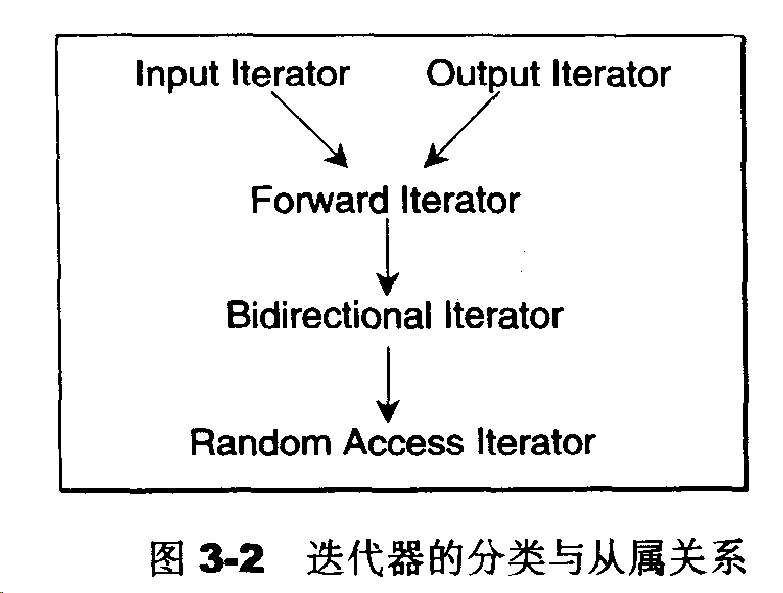 Input Iterator Output Iterator
Forward Iterator
Bidirectional Iterator
Random Access Iterator
图 3-2 迭代器的分类与从属关系